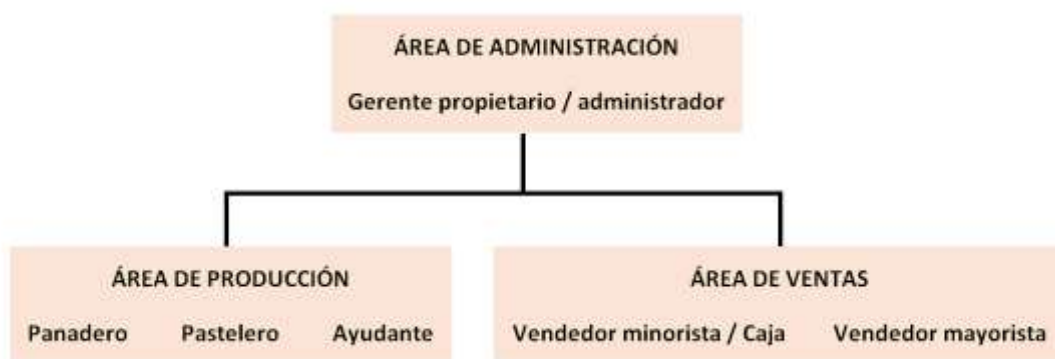 ÁREA DE ADMINISTRACIÓN
Gerente propietario / administrador
ÁREA DE PRODUCCIÓN
Panadero Pastelero Ayudante
ÁREA DE VENTAS
Vendedor minorista / Caja Vendedor mayorista